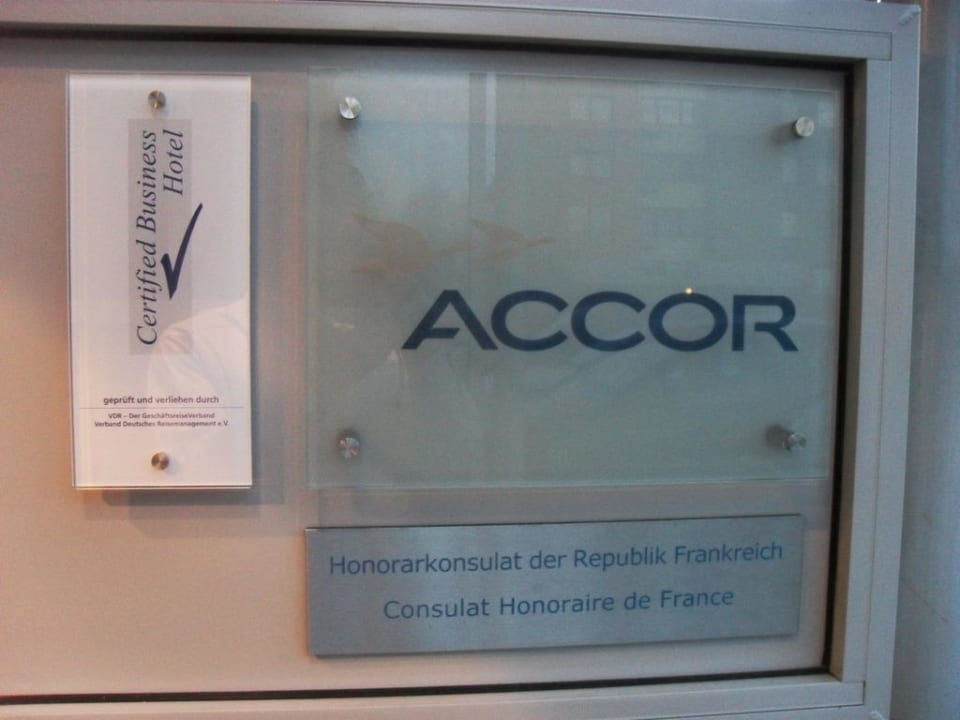 Certified Business
Hotel
geprüft und verliehen durch
VDR – Der GeschäftsreiseVerband
Verband Deutsches Reisemanagement e.V.
ACCOR
Honorarkonsulat der Republik Frankreich
Consulat Honoraire de France